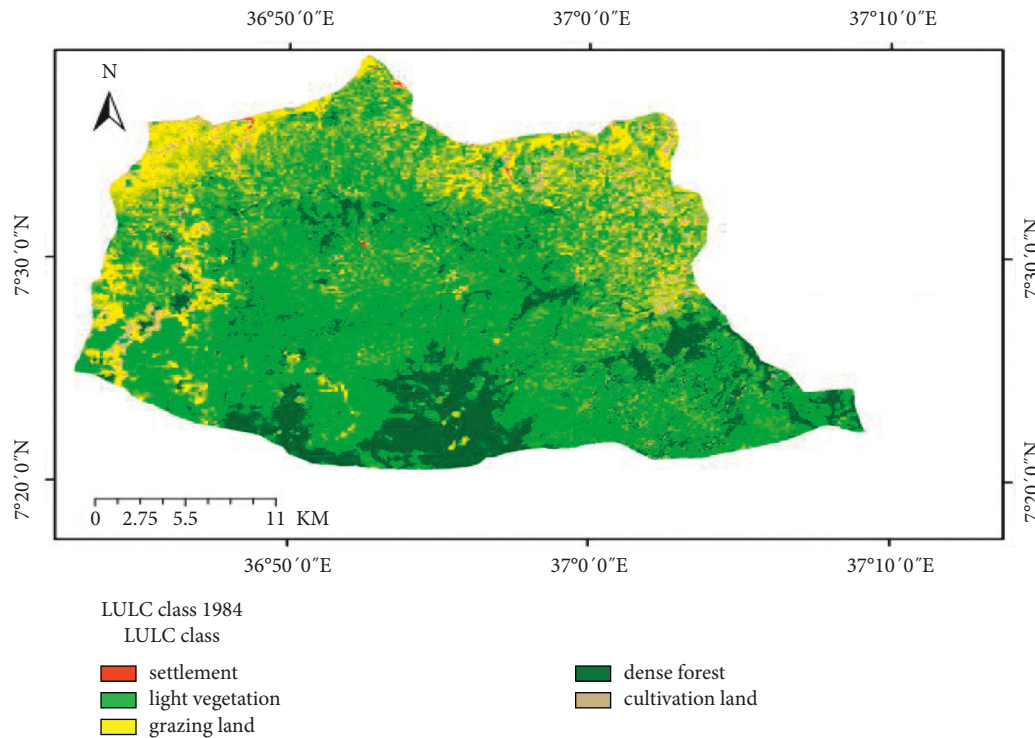 36°50´0˝E 37°0´0˝E 37°10´0˝E
N
7°30´0˝N 7°30´0˝N
7°20´0˝N 7°20´0˝N
0 2.75 5.5 11 KM
36°50´0˝E 37°0´0˝E 37°10´0˝E
LULC class 1984
LULC class
settlement
light vegetation
grazing land
dense forest
cultivation land